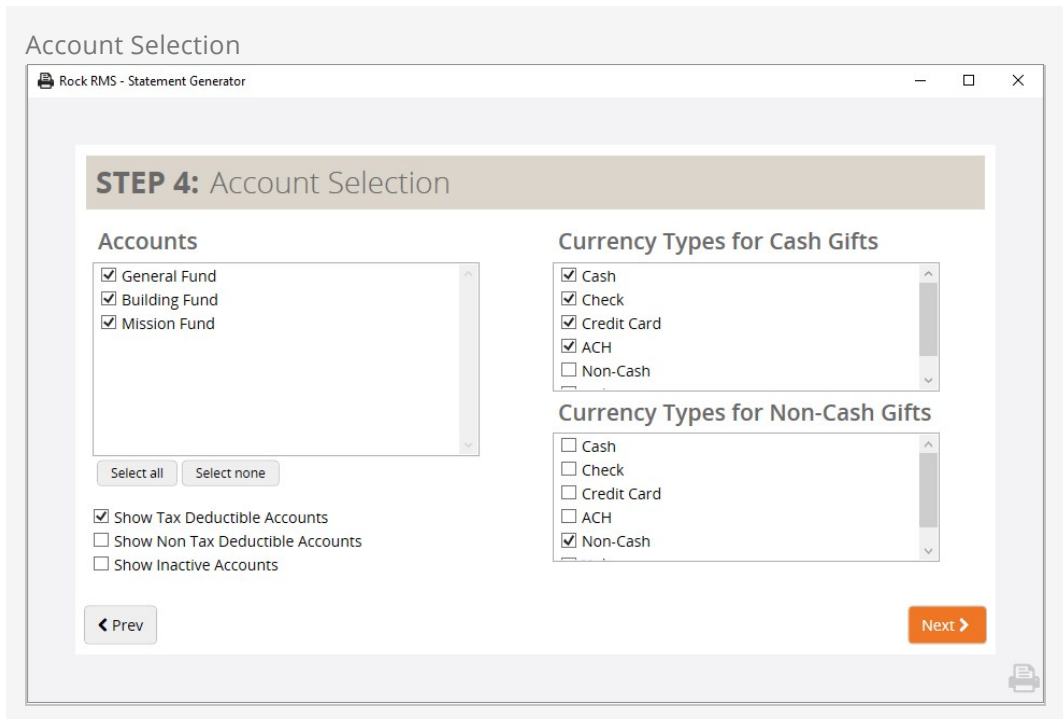 Account Selection
Rock RMS - Statement Generator
STEP 4: Account Selection
Accounts
General Fund
Building Fund
Mission Fund
Select all
Select none
Show Tax Deductible Accounts
Show Non Tax Deductible Accounts
Show Inactive Accounts
Currency Types for Cash Gifts
Cash
Check
Credit Card
ACH
Non-Cash
Currency Types for Non-Cash Gifts
Cash
Check
Credit Card
ACH
Non-Cash
Prev
Next